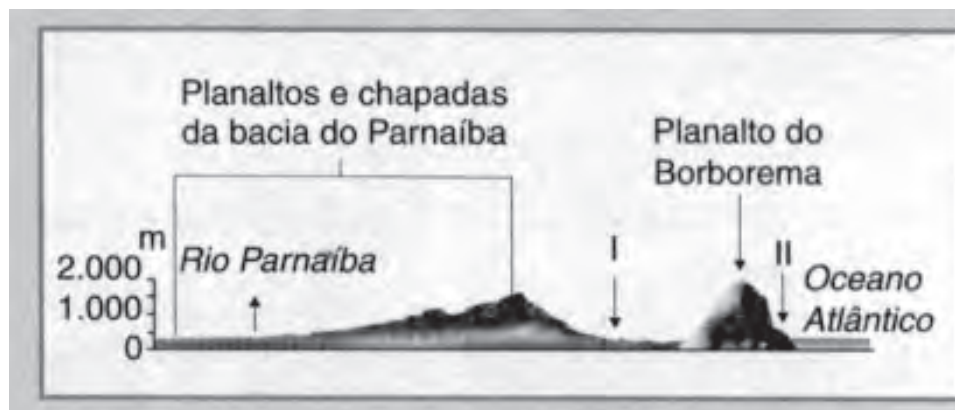 Planaltos e chapadas
da bacia do Parnaíba
Planalto do
Borborema
m
2.000
1.000
0
Rio Parnaíba
I
II
Oceano
Atlântico